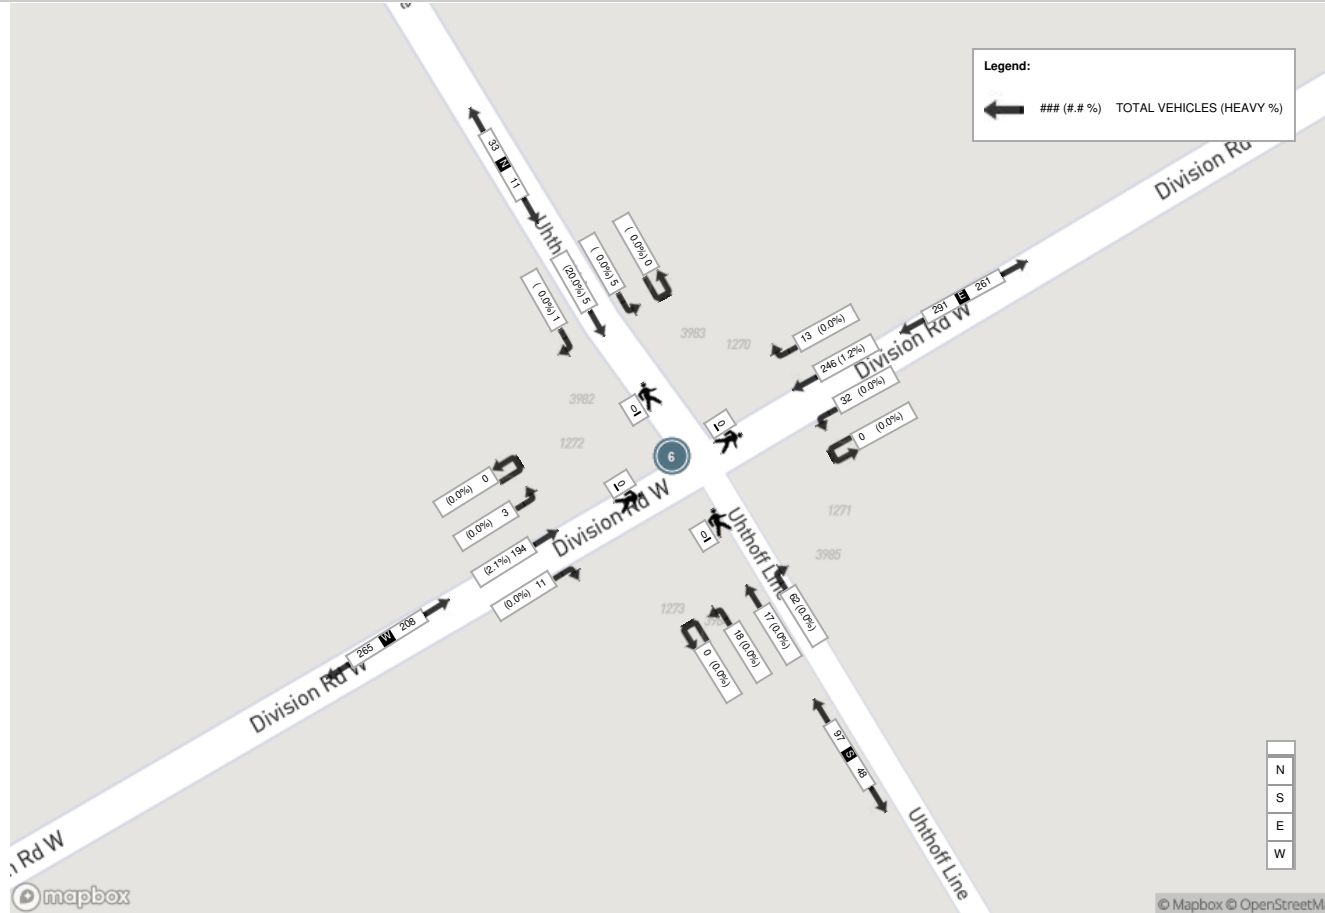 Legend:
### (#.# %) TOTAL VEHICLES (HEAVY %)
Division Rd
33 N 11
Uhth
( 0.0%) 0
( 0.0%) 5
(20.0%) 5
( 0.0%) 1
291 E 261
Division Rd W
13 (0.0%)
246 (1.2%)
32 (0.0%)
0 (0.0%)
3983
1270
3982
1272
0
0
6
0
0
(0.0%) 0
(0.0%) 3
(2.1%) 194
(0.0%) 11
Division Rd W
Uhthoff Line
1271
3985
1273
62 (0.0%)
17 (0.0%)
18 (0.0%)
0 (0.0%)
265 W 208
Division Rd W
97 S 48
Uhthoff Line
N
S
E
W
n Rd W
mapbox
© Mapbox © OpenStreetM